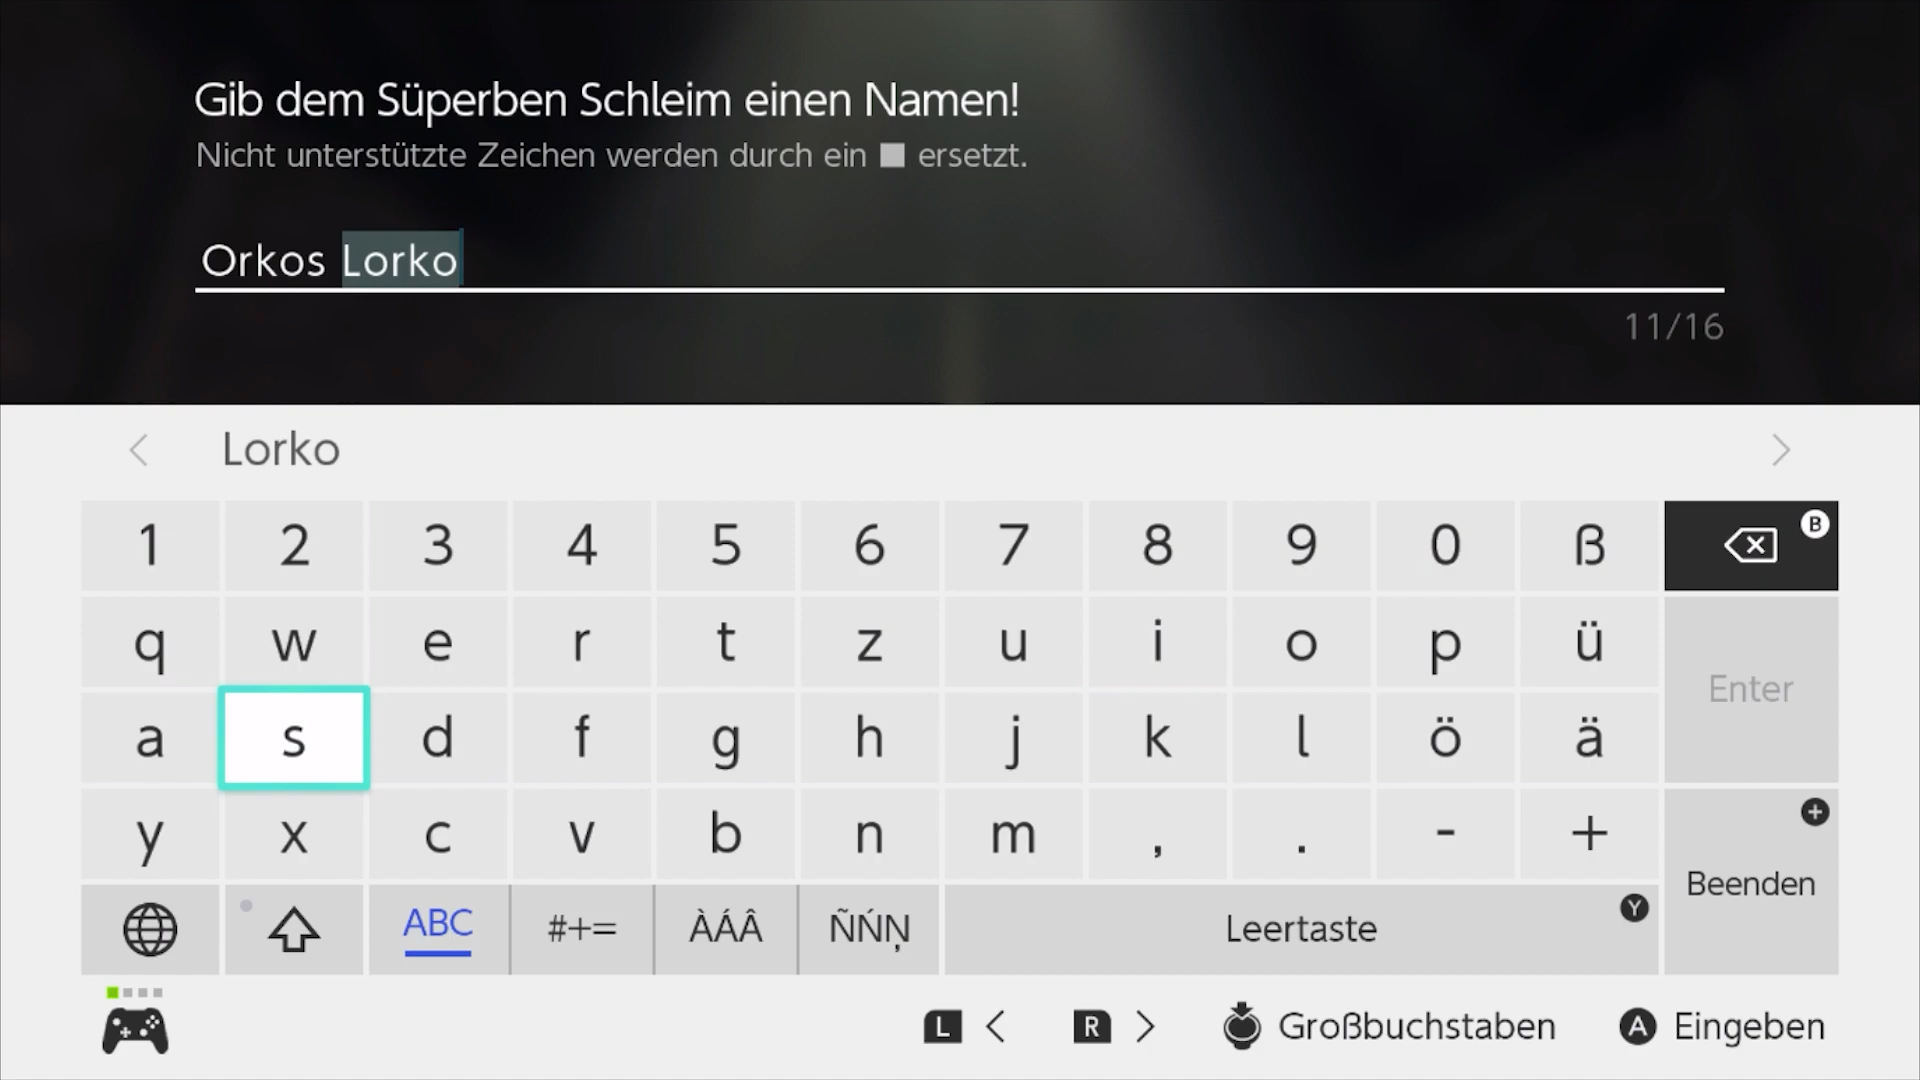 Gib dem Süperben Schleim einen Namen!
Nicht unterstützte Zeichen werden durch ein ■ ersetzt.
Orkos Lorko
11/16
< Lorko >
1 2 3 4 5 6 7 8 9 0 ß B
q w e r t z u i o p ü Enter
a s d f g h j k l ö ä
y x c v b n m , . - + +
ABC #+= ÀÁÂ ÑŃŅ Leertaste Y Beenden
L < R > Großbuchstaben A Eingeben